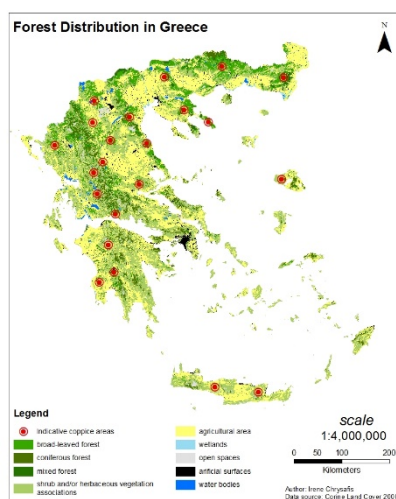 Forest Distribution in Greece
N
Legend
indicative coppice areas
broad-leaved forest
coniferous forest
mixed forest
shrub and/or herbaceous vegetation
associations
agricultural area
wetlands
open spaces
artificial surfaces
water bodies
scale
1:4,000,000
0 50 100 200
Kilometers
Author: Irene Chrysafis
Data source: Corine Land Cover